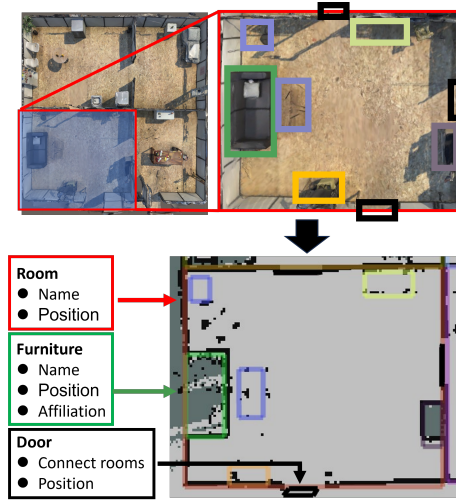 Room
● Name
● Position
Furniture
● Name
● Position
● Affiliation
Door
● Connect rooms
● Position